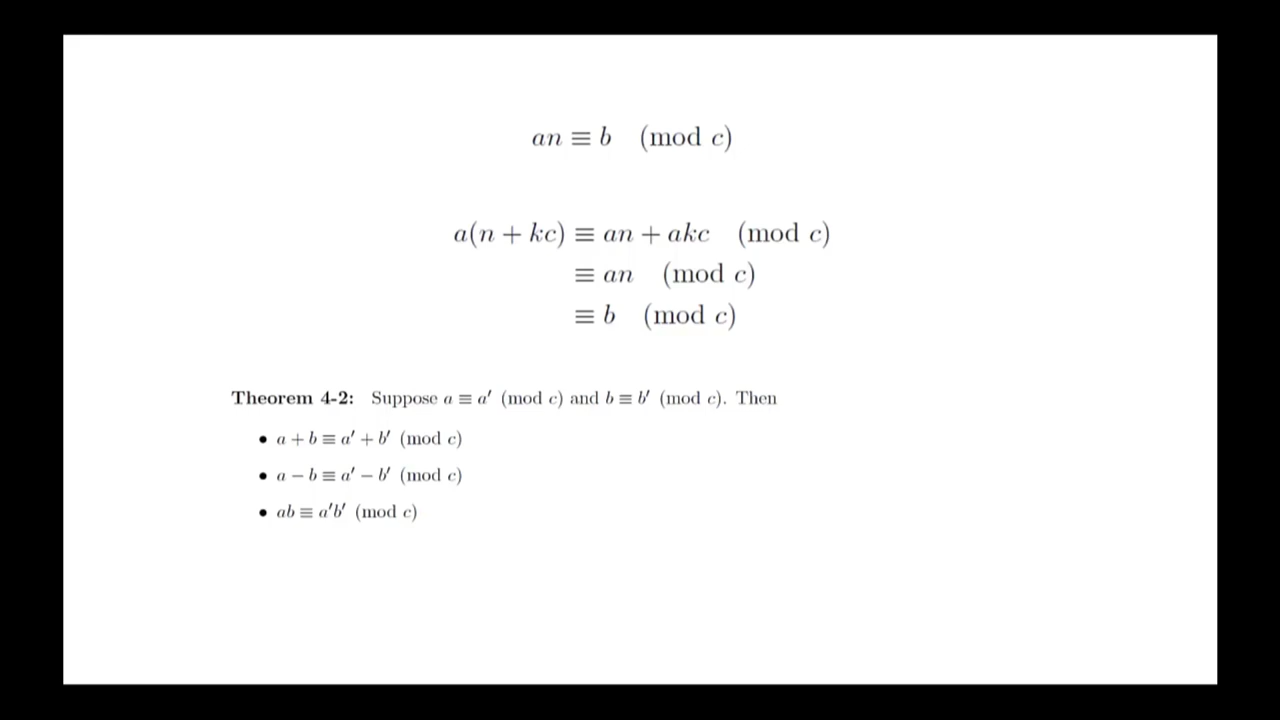 an ≡ b (mod c)
a(n + kc) ≡ an + akc (mod c)
≡ an (mod c)
≡ b (mod c)
Theorem 4-2: Suppose a ≡ a′ (mod c) and b ≡ b′ (mod c). Then
• a + b ≡ a′ + b′ (mod c)
• a − b ≡ a′ − b′ (mod c)
• ab ≡ a′b′ (mod c)